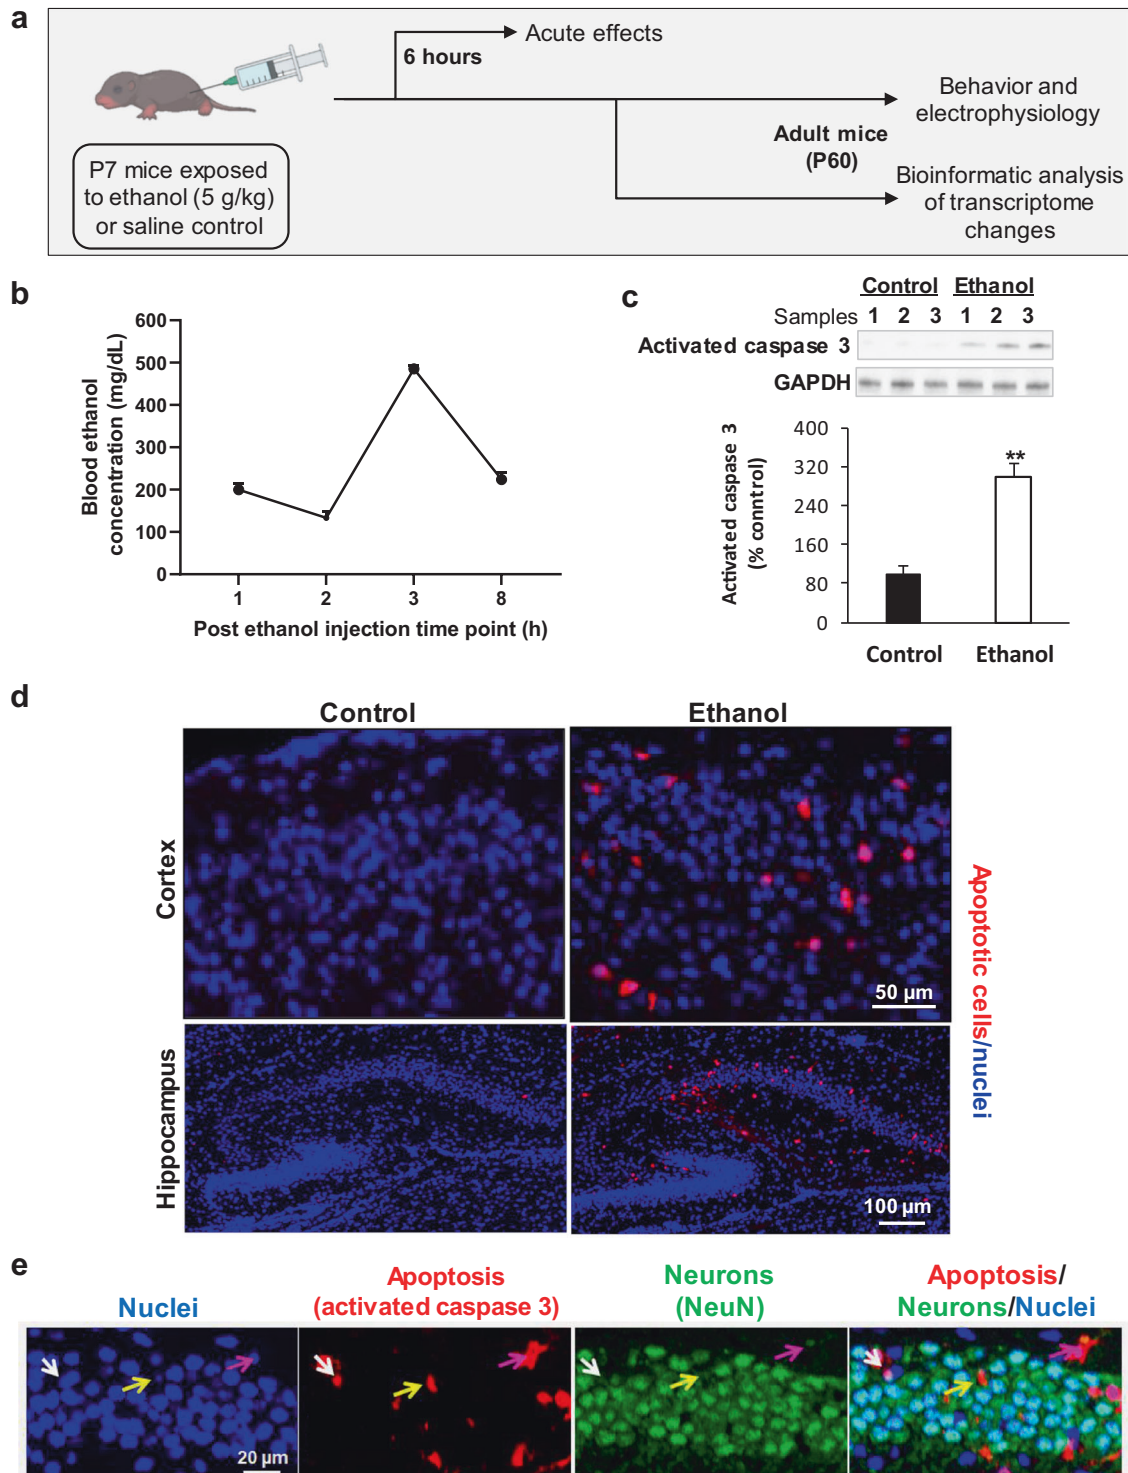 a
Acute effects
6 hours
Behavior and
electrophysiology
Adult mice
(P60)
P7 mice exposed
to ethanol (5 g/kg)
or saline control
Bioinformatic analysis
of transcriptome
changes
b
Blood ethanol
concentration (mg/dL)
600
500
400
300
200
100
0
1 2 3 8
Post ethanol injection time point (h)
c
Control Ethanol
Samples 1 2 3 1 2 3
Activated caspase 3
GAPDH
Activated caspase 3
(% conntrol)
400
320
240
160
80
0
**
Control Ethanol
d
Control Ethanol
Cortex
50 µm
Hippocampus
100 µm
Apoptotic cells/nuclei
e
Nuclei
Apoptosis
(activated caspase 3)
Neurons
(NeuN)
Apoptosis/
Neurons/Nuclei
20 µm